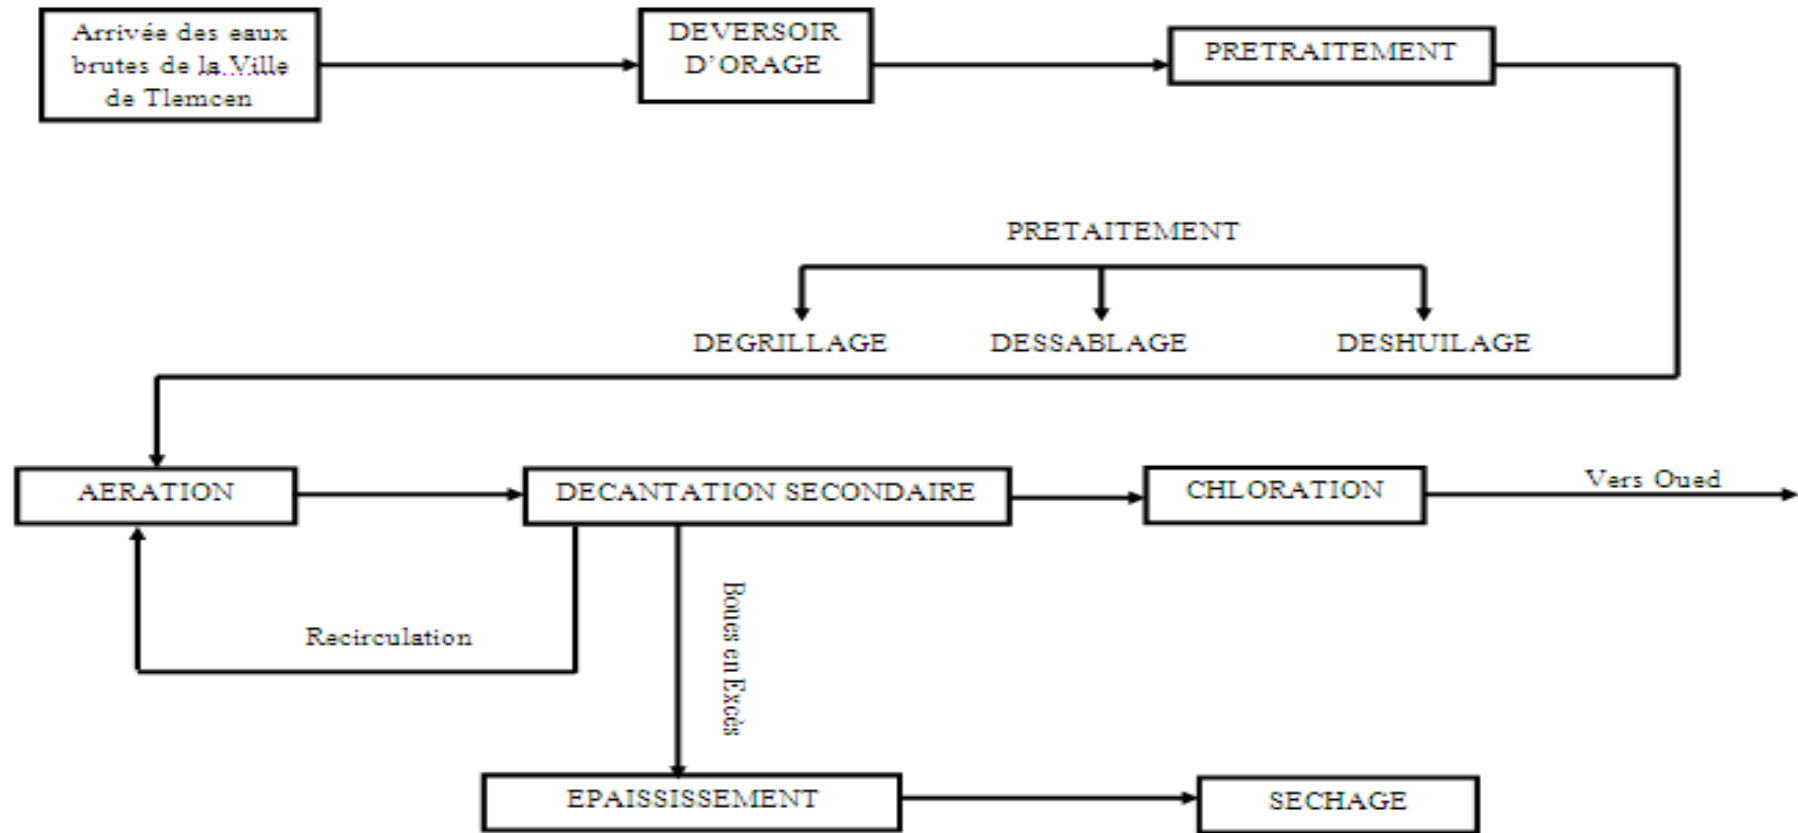 Arrivée des eaux
brutes de la Ville
de Tlemcen
DEVERSOIR
D'ORAGE
PRETRAITEMENT
PRETAITEMENT
DEGRILLAGE
DESSABLAGE
DESHUILAGE
AERATION
DECANTATION SECONDAIRE
CHLORATION
Vers Oued
Recirculation
Boues en Excès
EPAISSISSEMENT
SECHAGE